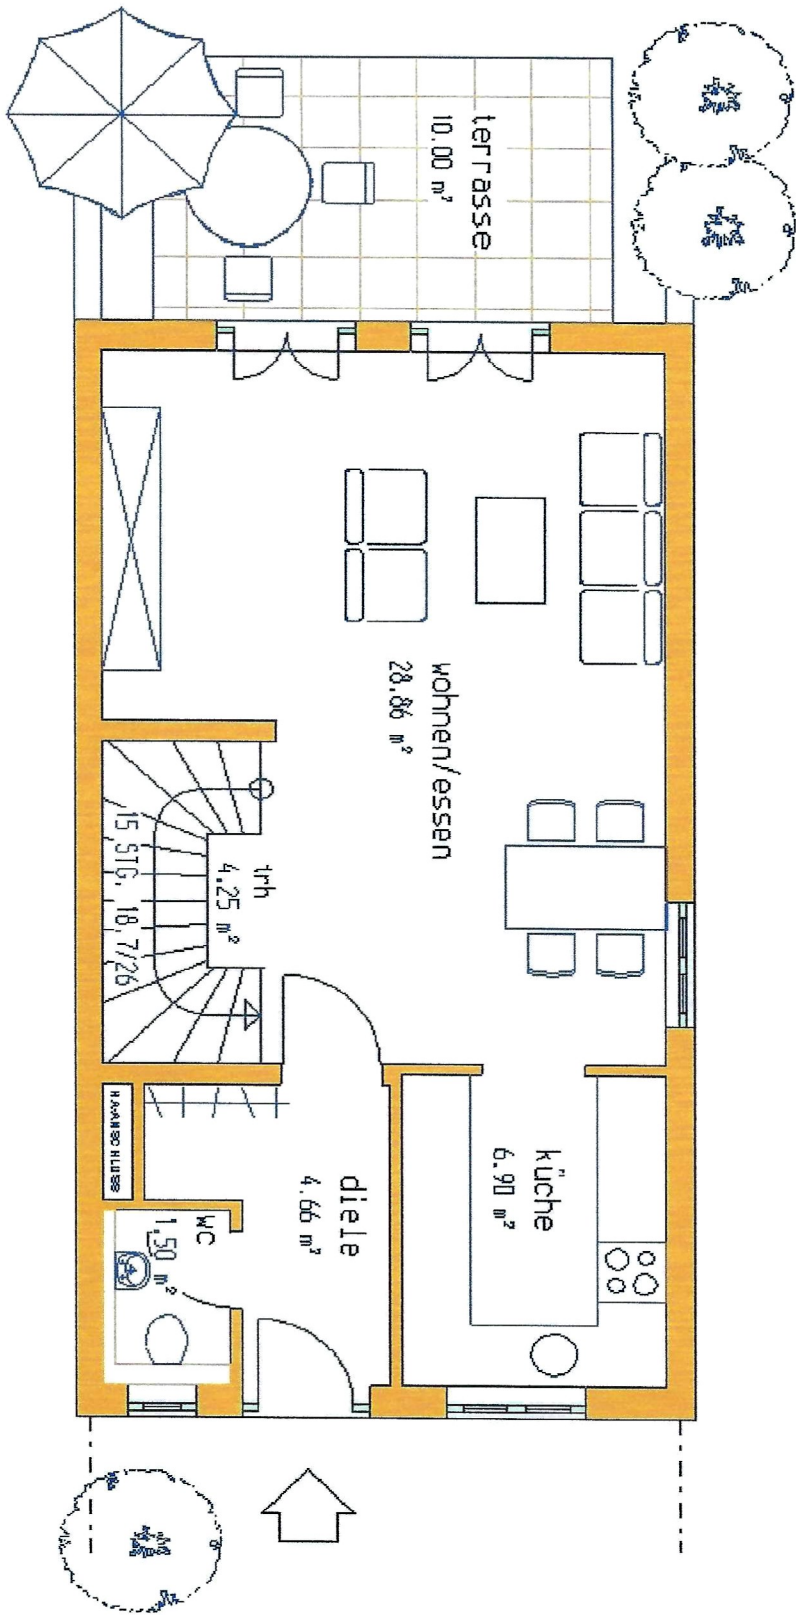 terrasse
10.00 m²
wohnen/essen
28.86 m²
trh
4.25 m²
15 STG. 18,7/26
küche
6.90 m²
diele
4.66 m²
H.A.ANSCHLUSS
WC
1,50 m²